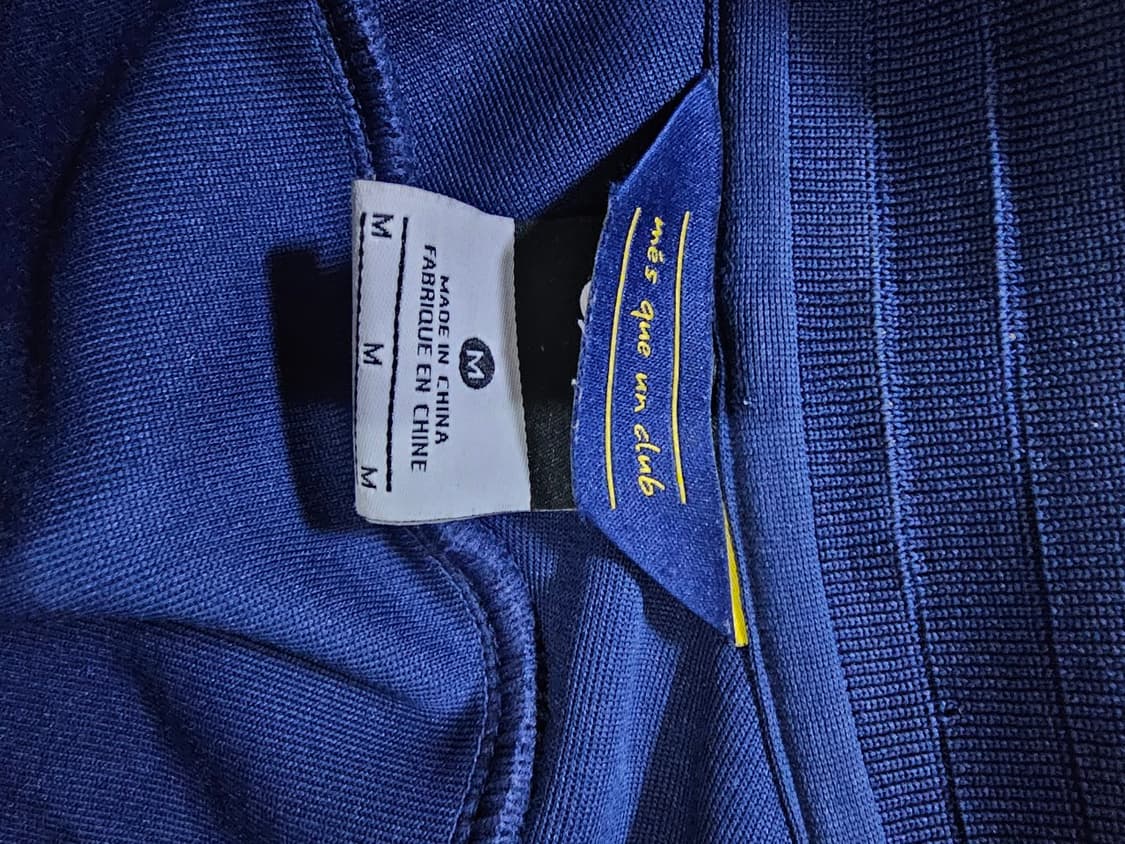 més que un club
M
MADE IN CHINA
FABRIQUE EN CHINE
M M M